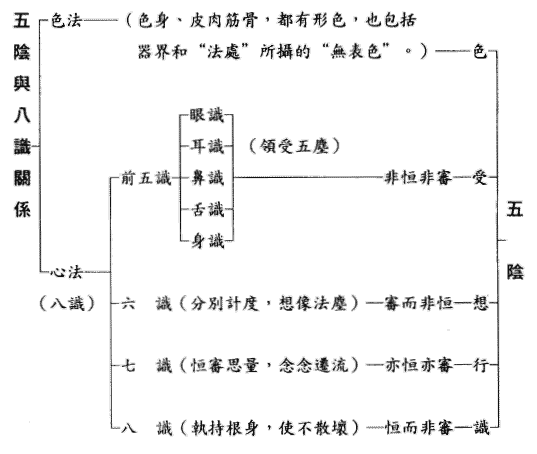 五陰與八識關係
色法（色身、皮肉筋骨，都有形色，也包括
器界和“法處”所攝的“無表色”。）色
眼識
耳識（領受五塵）
前五識 鼻識 非恒非審 受
舌識
身識
五陰
心法
（八識） 六 識（分別計度，想像法塵）審而非恒 想
七 識（恒審思量，念念遷流）亦恒亦審 行
八 識（執持根身，使不散壞）恒而非審 識